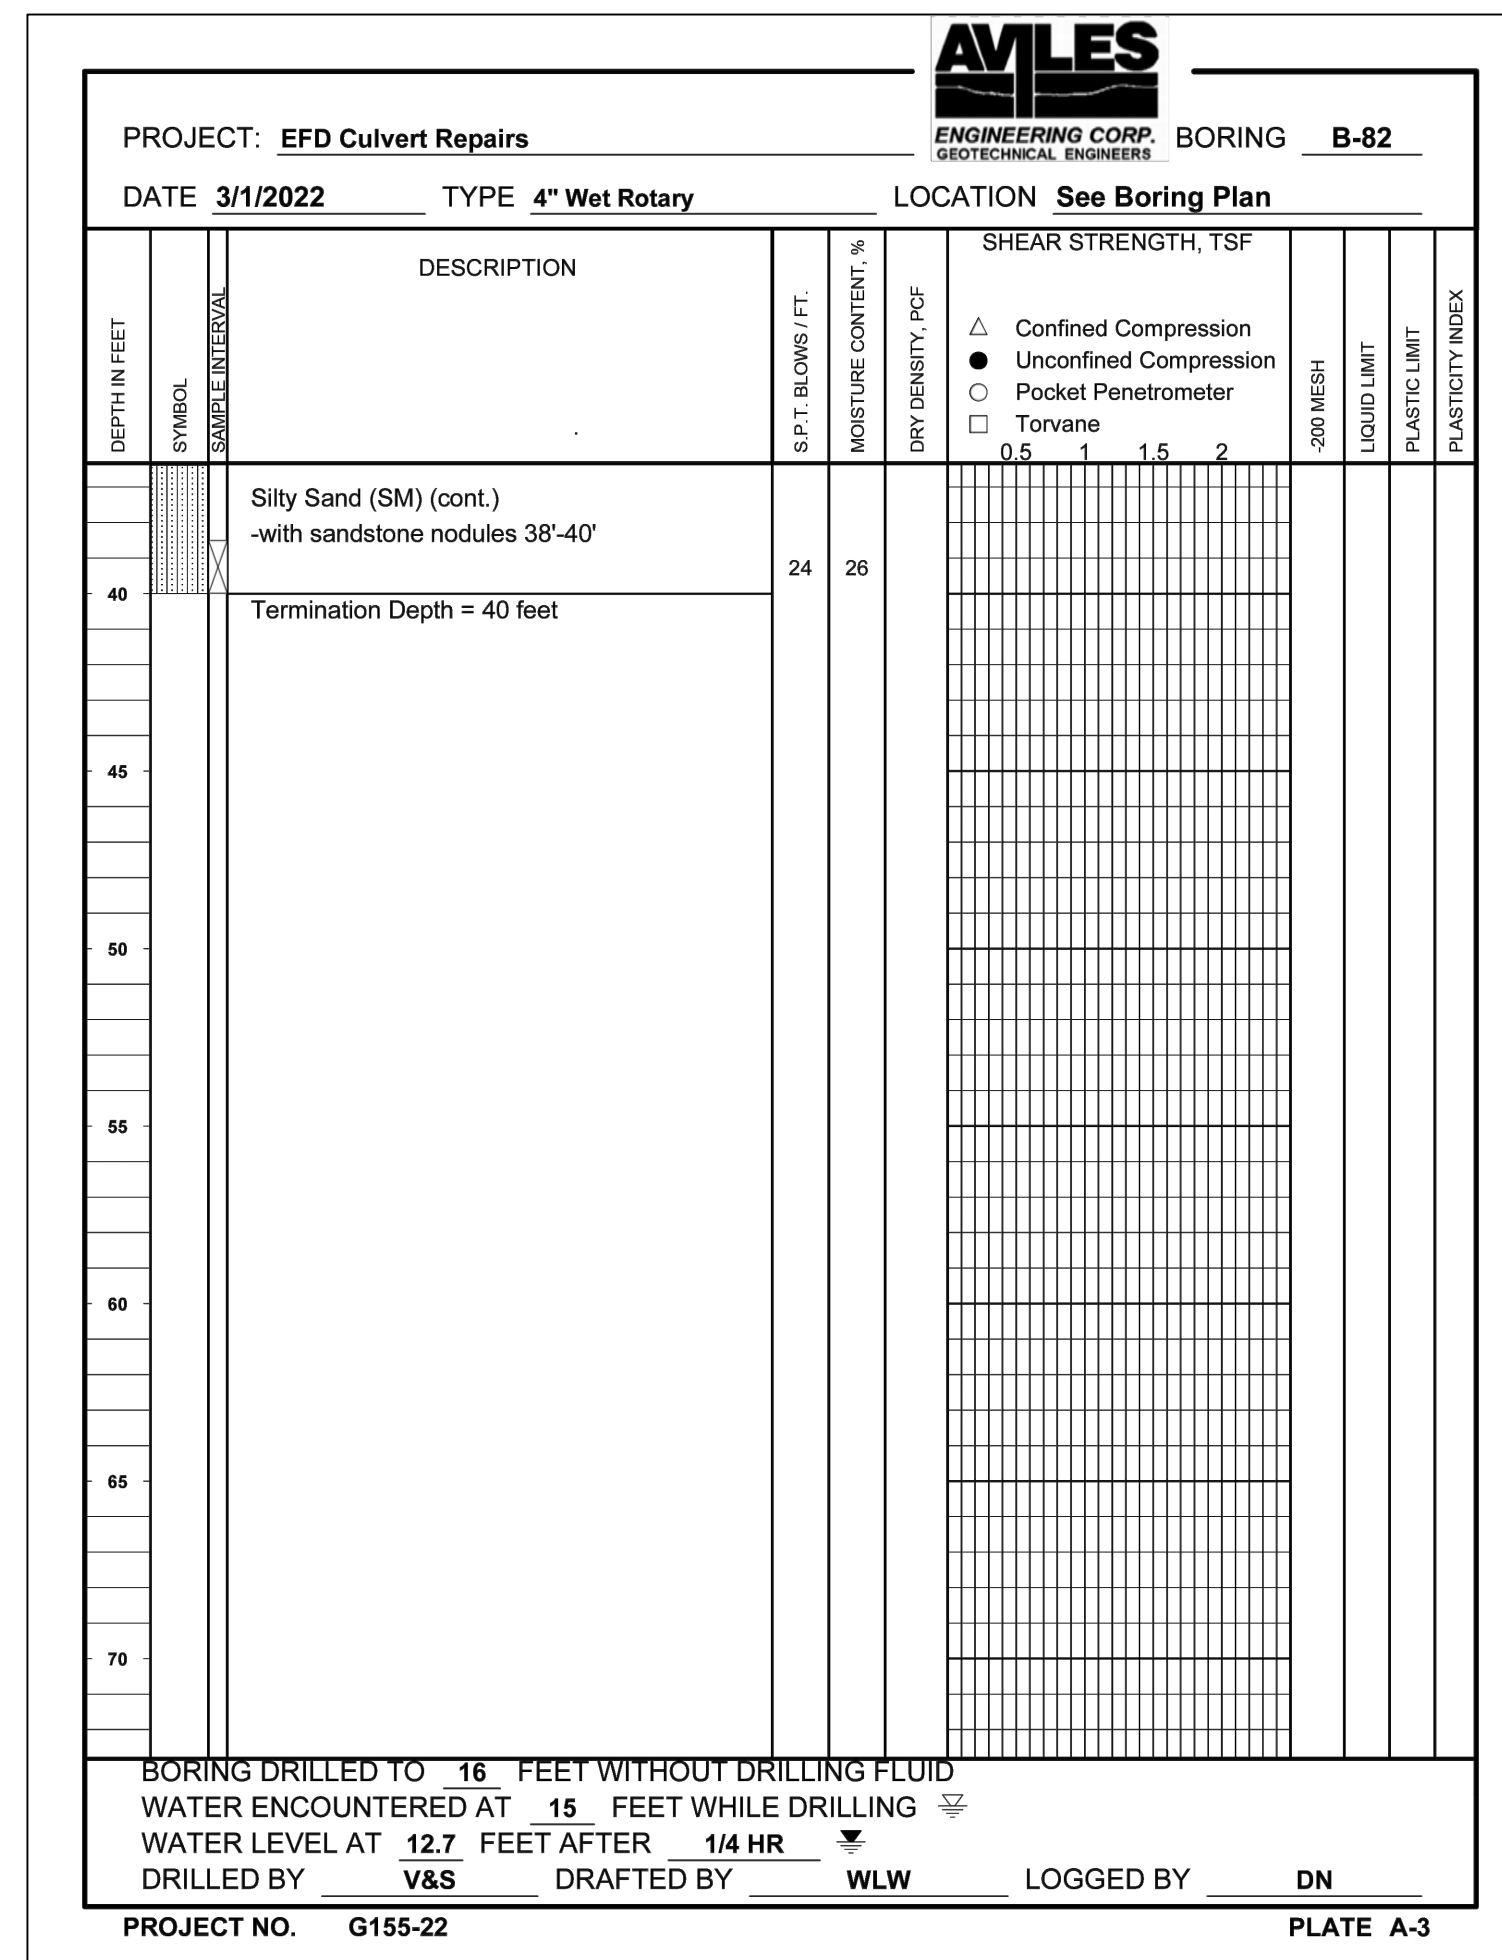 AVILES
ENGINEERING CORP.
GEOTECHNICAL ENGINEERS
PROJECT: EFD Culvert Repairs BORING B-82
DATE 3/1/2022 TYPE 4" Wet Rotary LOCATION See Boring Plan
DEPTH IN FEET
SYMBOL
SAMPLE INTERVAL
DESCRIPTION
S.P.T. BLOWS / FT.
MOISTURE CONTENT, %
DRY DENSITY, PCF
SHEAR STRENGTH, TSF
△ Confined Compression
● Unconfined Compression
○ Pocket Penetrometer
□ Torvane
0.5 1 1.5 2
-200 MESH
LIQUID LIMIT
PLASTIC LIMIT
PLASTICITY INDEX
Silty Sand (SM) (cont.)
-with sandstone nodules 38'-40'
24 26
40
Termination Depth = 40 feet
45
50
55
60
65
70
BORING DRILLED TO 16 FEET WITHOUT DRILLING FLUID
WATER ENCOUNTERED AT 15 FEET WHILE DRILLING
WATER LEVEL AT 12.7 FEET AFTER 1/4 HR
DRILLED BY V&S DRAFTED BY WLW LOGGED BY DN
PROJECT NO. G155-22 PLATE A-3